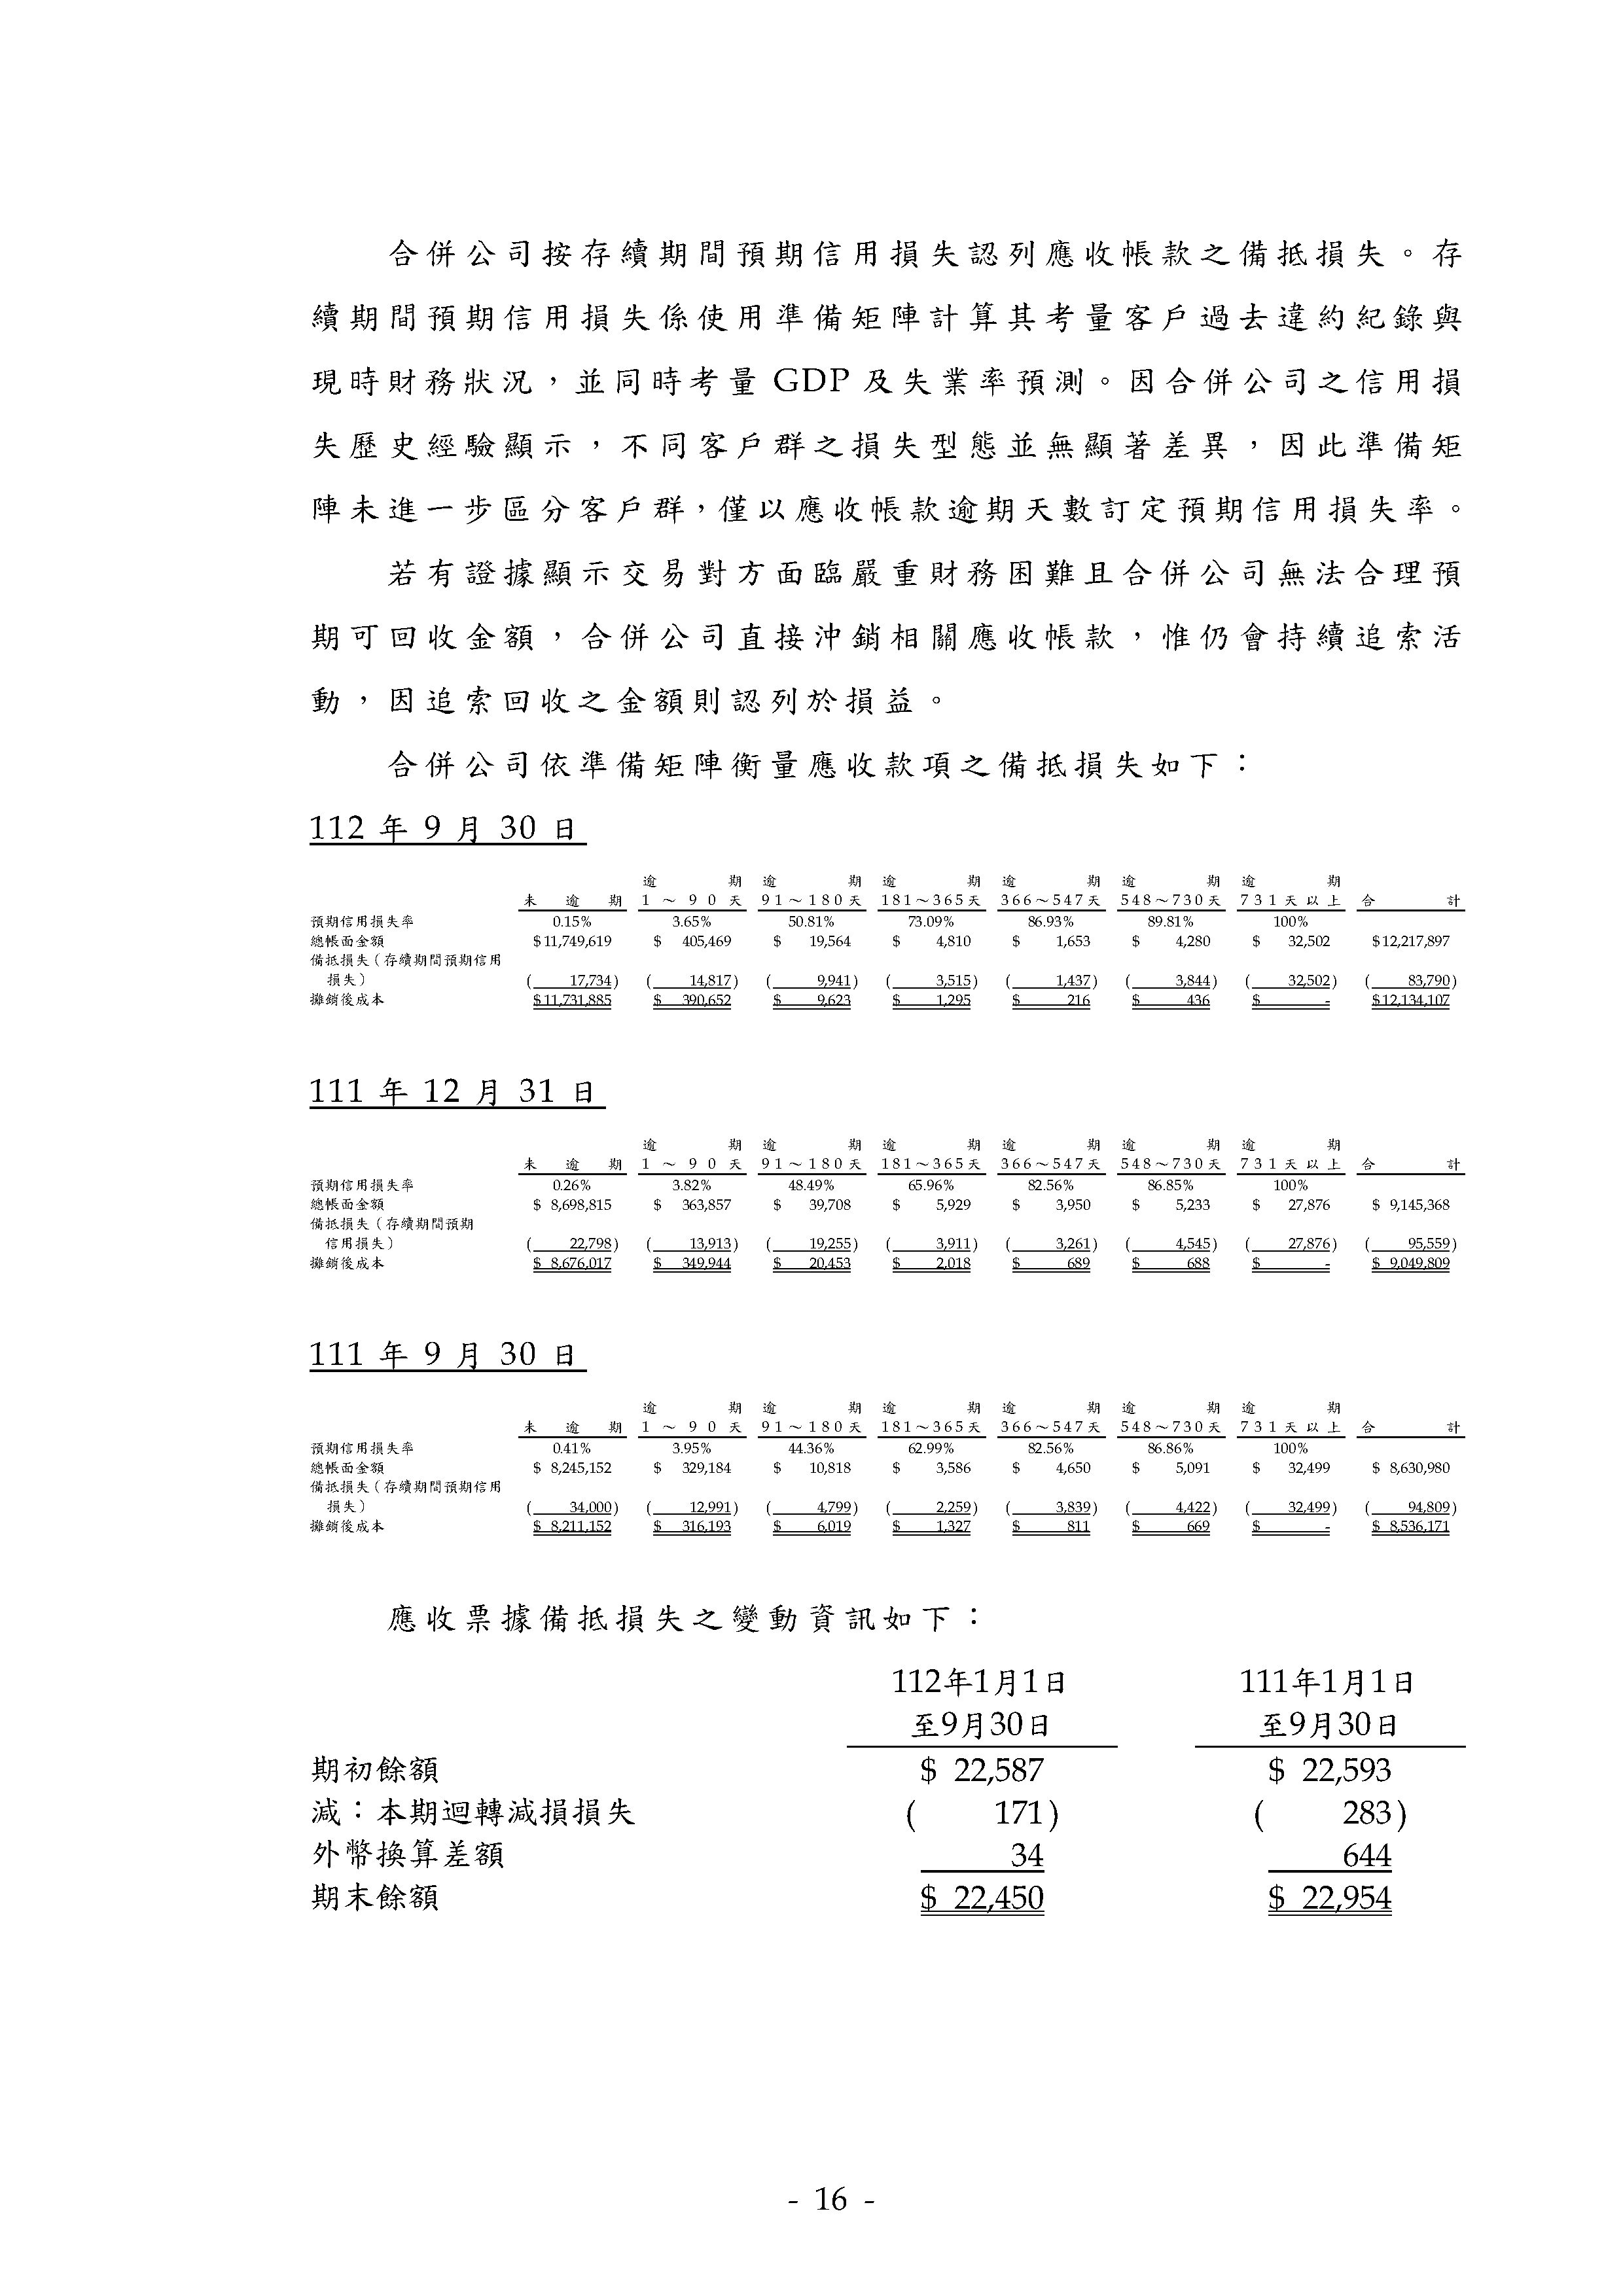 合併公司按存續期間預期信用損失認列應收帳款之備抵損失。存
續期間預期信用損失係使用準備矩陣計算其考量客戶過去違約紀錄與
現時財務狀況，並同時考量 GDP 及失業率預測。因合併公司之信用損
失歷史經驗顯示，不同客戶群之損失型態並無顯著差異，因此準備矩
陣未進一步區分客戶群，僅以應收帳款逾期天數訂定預期信用損失率。
若有證據顯示交易對方面臨嚴重財務困難且合併公司無法合理預
期可回收金額，合併公司直接沖銷相關應收帳款，惟仍會持續追索活
動，因追索回收之金額則認列於損益。
合併公司依準備矩陣衡量應收款項之備抵損失如下：
112 年 9 月 30 日
逾期 逾期 逾期 逾期 逾期 逾期
未逾期 1～90天 91～180天 181～365天 366～547天 548～730天 731天以上 合計
預期信用損失率 0.15% 3.65% 50.81% 73.09% 86.93% 89.81% 100%
總帳面金額 $11,749,619 $ 405,469 $ 19,564 $ 4,810 $ 1,653 $ 4,280 $ 32,502 $12,217,897
備抵損失（存續期間預期信用
損失） ( 17,734) ( 14,817) ( 9,941) ( 3,515) ( 1,437) ( 3,844) ( 32,502) ( 83,790)
攤銷後成本 $11,731,885 $ 390,652 $ 9,623 $ 1,295 $ 216 $ 436 $ - $12,134,107
111 年 12 月 31 日
逾期 逾期 逾期 逾期 逾期 逾期
未逾期 1～90天 91～180天 181～365天 366～547天 548～730天 731天以上 合計
預期信用損失率 0.26% 3.82% 48.49% 65.96% 82.56% 86.85% 100%
總帳面金額 $ 8,698,815 $ 363,857 $ 39,708 $ 5,929 $ 3,950 $ 5,233 $ 27,876 $ 9,145,368
備抵損失（存續期間預期
信用損失） ( 22,798) ( 13,913) ( 19,255) ( 3,911) ( 3,261) ( 4,545) ( 27,876) ( 95,559)
攤銷後成本 $ 8,676,017 $ 349,944 $ 20,453 $ 2,018 $ 689 $ 688 $ - $ 9,049,809
111 年 9 月 30 日
逾期 逾期 逾期 逾期 逾期 逾期
未逾期 1～90天 91～180天 181～365天 366～547天 548～730天 731天以上 合計
預期信用損失率 0.41% 3.95% 44.36% 62.99% 82.56% 86.86% 100%
總帳面金額 $ 8,245,152 $ 329,184 $ 10,818 $ 3,586 $ 4,650 $ 5,091 $ 32,499 $ 8,630,980
備抵損失（存續期間預期信用
損失） ( 34,000) ( 12,991) ( 4,799) ( 2,259) ( 3,839) ( 4,422) ( 32,499) ( 94,809)
攤銷後成本 $ 8,211,152 $ 316,193 $ 6,019 $ 1,327 $ 811 $ 669 $ - $ 8,536,171
應收票據備抵損失之變動資訊如下：
112年1月1日 111年1月1日
至9月30日 至9月30日
期初餘額 $ 22,587 $ 22,593
減：本期迴轉減損損失 ( 171) ( 283)
外幣換算差額 34 644
期末餘額 $ 22,450 $ 22,954
- 16 -